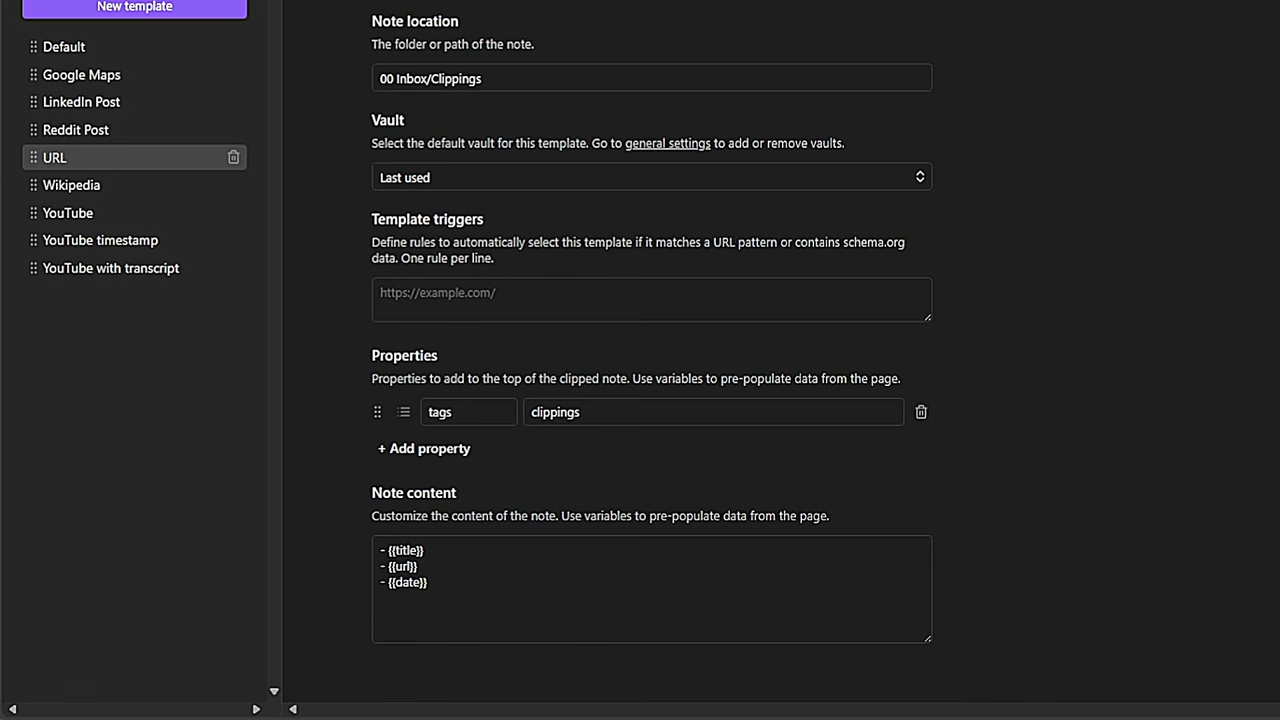 New template
Default
Google Maps
LinkedIn Post
Reddit Post
URL
Wikipedia
YouTube
YouTube timestamp
YouTube with transcript
Note location
The folder or path of the note.
00 Inbox/Clippings
Vault
Select the default vault for this template. Go to general settings to add or remove vaults.
Last used
Template triggers
Define rules to automatically select this template if it matches a URL pattern or contains schema.org
data. One rule per line.
https://example.com/
Properties
Properties to add to the top of the clipped note. Use variables to pre-populate data from the page.
tags clippings
+ Add property
Note content
Customize the content of the note. Use variables to pre-populate data from the page.
- {{title}}
- {{url}}
- {{date}}